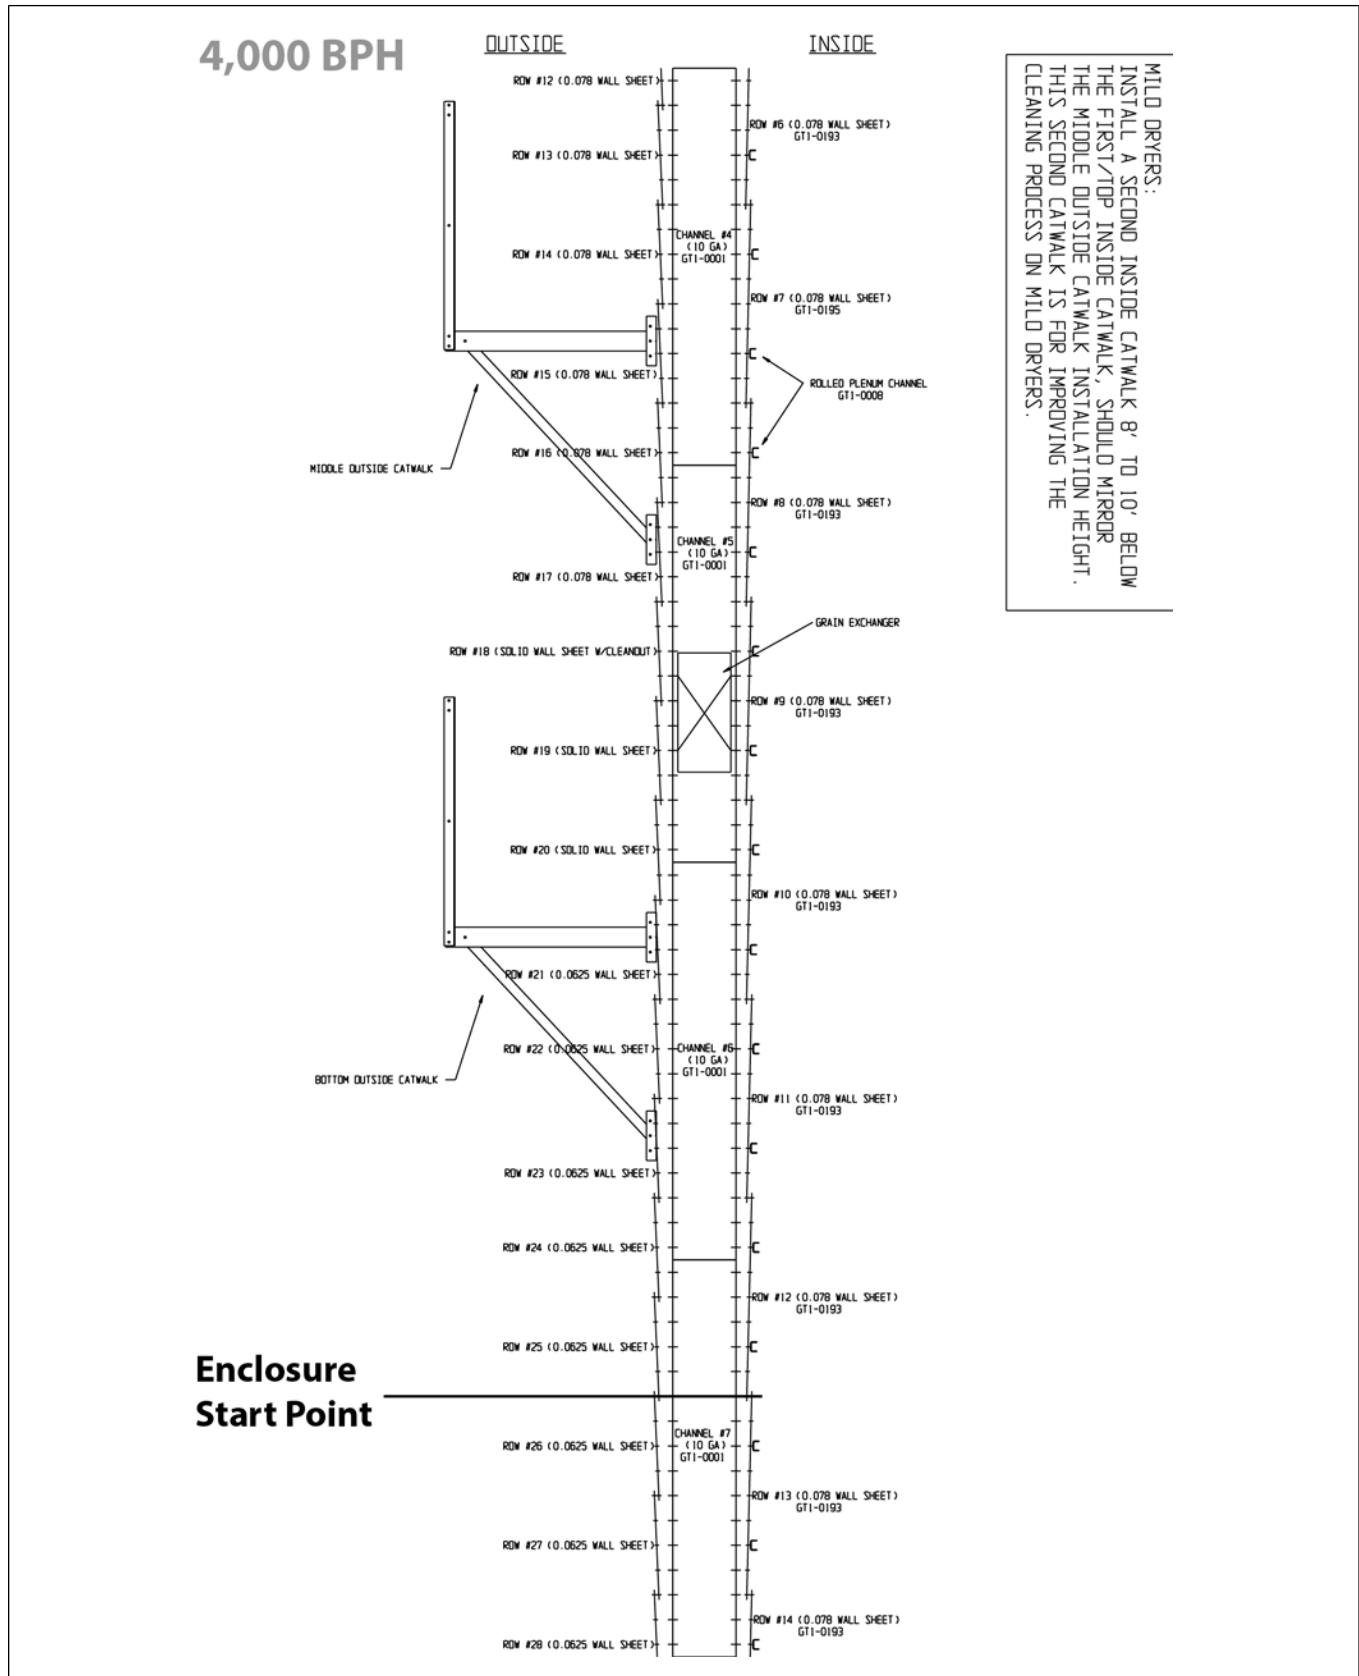 4,000 BPH
OUTSIDE
INSIDE
ROW #12 (0.078 WALL SHEET)
ROW #13 (0.078 WALL SHEET)
ROW #14 (0.078 WALL SHEET)
ROW #15 (0.078 WALL SHEET)
ROW #16 (0.078 WALL SHEET)
MIDDLE OUTSIDE CATWALK
ROW #17 (0.078 WALL SHEET)
ROW #18 (SOLID WALL SHEET W/CLEANOUT)
ROW #19 (SOLID WALL SHEET)
ROW #20 (SOLID WALL SHEET)
ROW #21 (0.0625 WALL SHEET)
ROW #22 (0.0625 WALL SHEET)
BOTTOM OUTSIDE CATWALK
ROW #23 (0.0625 WALL SHEET)
ROW #24 (0.0625 WALL SHEET)
ROW #25 (0.0625 WALL SHEET)
Enclosure
Start Point
ROW #26 (0.0625 WALL SHEET)
ROW #27 (0.0625 WALL SHEET)
ROW #28 (0.0625 WALL SHEET)
CHANNEL #4
(10 GA)
GT1-0001
CHANNEL #5
(10 GA)
GT1-0001
CHANNEL #6
(10 GA)
GT1-0001
CHANNEL #7
(10 GA)
GT1-0001
ROW #6 (0.078 WALL SHEET)
GT1-0193
ROW #7 (0.078 WALL SHEET)
GT1-0195
ROLLED PLENUM CHANNEL
GT1-0008
ROW #8 (0.078 WALL SHEET)
GT1-0193
GRAIN EXCHANGER
ROW #9 (0.078 WALL SHEET)
GT1-0193
ROW #10 (0.078 WALL SHEET)
GT1-0193
ROW #11 (0.078 WALL SHEET)
GT1-0193
ROW #12 (0.078 WALL SHEET)
GT1-0193
ROW #13 (0.078 WALL SHEET)
GT1-0193
ROW #14 (0.078 WALL SHEET)
GT1-0193
MILO DRYERS:
INSTALL A SECOND INSIDE CATWALK 8' TO 10' BELOW
THE FIRST/TOP INSIDE CATWALK, SHOULD MIRROR
THE MIDDLE OUTSIDE CATWALK INSTALLATION HEIGHT.
THIS SECOND CATWALK IS FOR IMPROVING THE
CLEANING PROCESS ON MILO DRYERS.